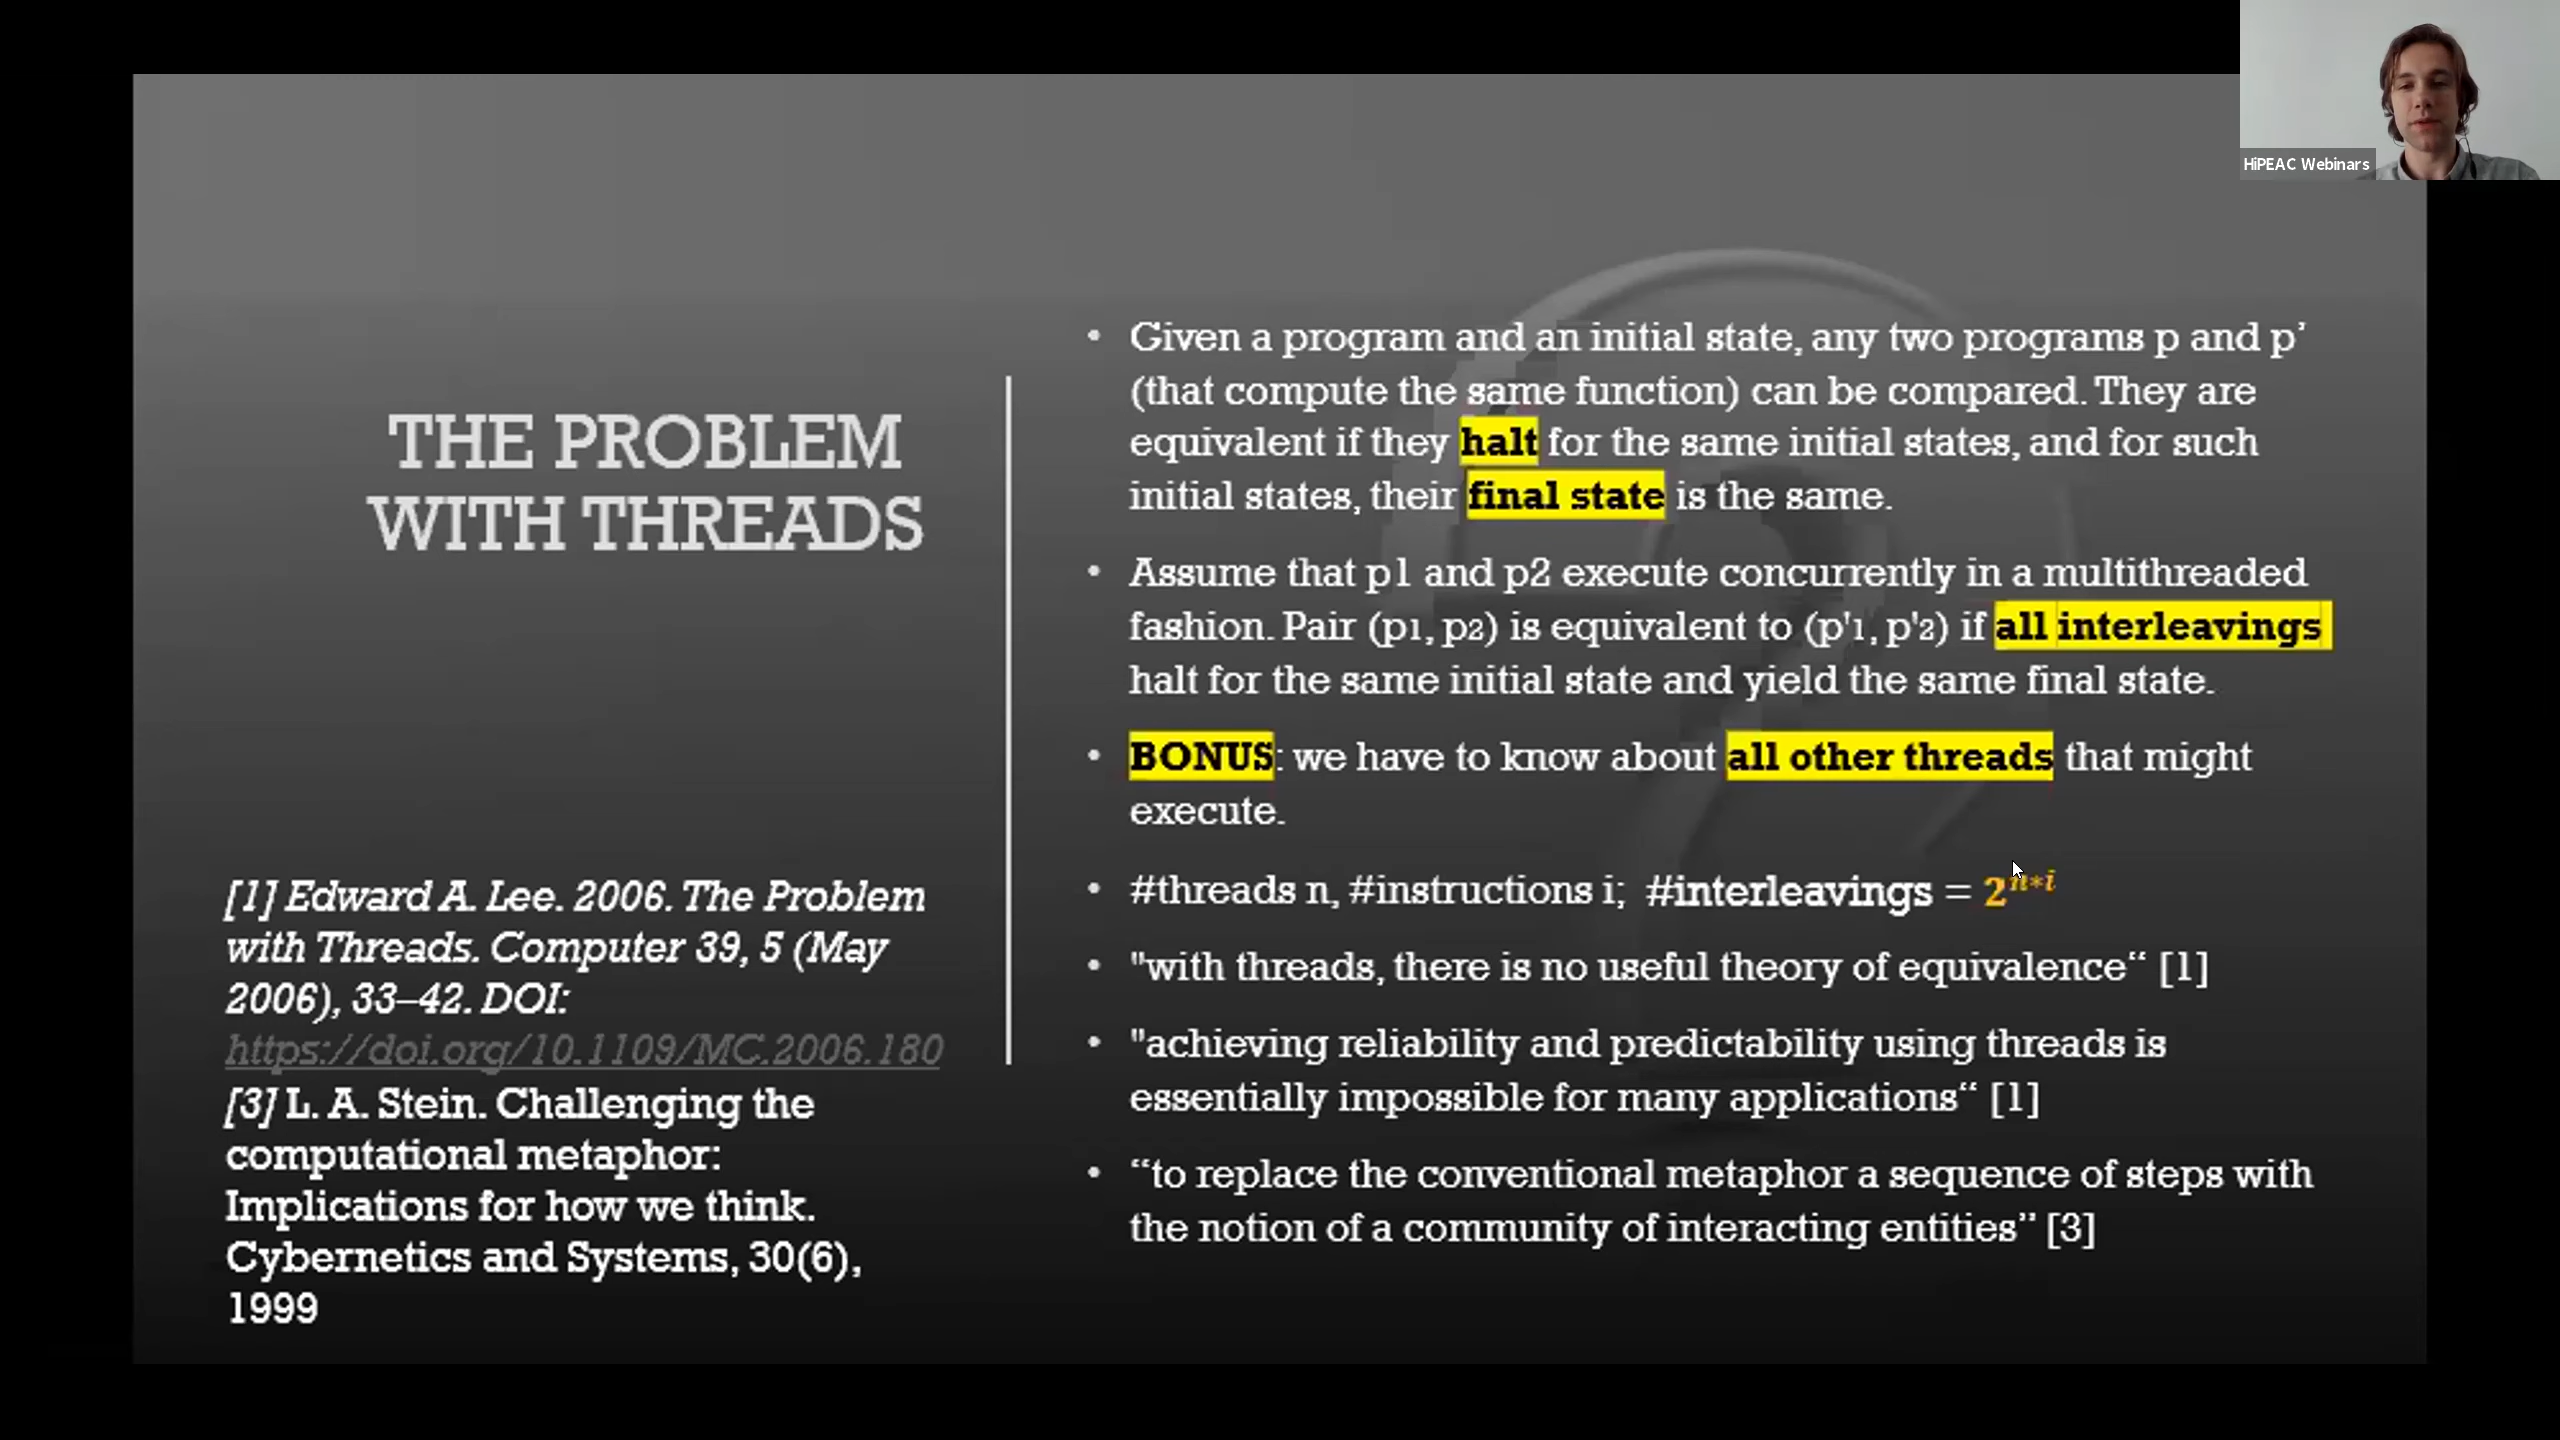 HiPEAC Webinars
THE PROBLEM
WITH THREADS
[1] Edward A. Lee. 2006. The Problem
with Threads. Computer 39, 5 (May
2006), 33–42. DOI:
https://doi.org/10.1109/MC.2006.180
[3] L. A. Stein. Challenging the
computational metaphor:
Implications for how we think.
Cybernetics and Systems, 30(6),
1999
• Given a program and an initial state, any two programs p and p’
(that compute the same function) can be compared. They are
equivalent if they halt for the same initial states, and for such
initial states, their final state is the same.
• Assume that p1 and p2 execute concurrently in a multithreaded
fashion. Pair (p1, p2) is equivalent to (p'1, p'2) if all interleavings
halt for the same initial state and yield the same final state.
• BONUS: we have to know about all other threads that might
execute.
• #threads n, #instructions i; #interleavings = 2^{n*i}
• "with threads, there is no useful theory of equivalence“ [1]
• "achieving reliability and predictability using threads is
essentially impossible for many applications“ [1]
• “to replace the conventional metaphor a sequence of steps with
the notion of a community of interacting entities” [3]